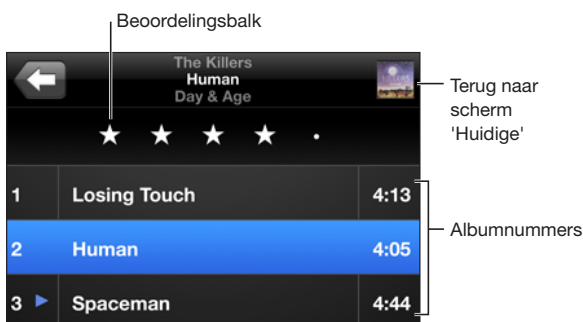 Beoordelingsbalk
The Killers
Human
Day & Age
Terug naar
scherm
'Huidige'
1 Losing Touch 4:13
2 Human 4:05
Albumnummers
3 Spaceman 4:44